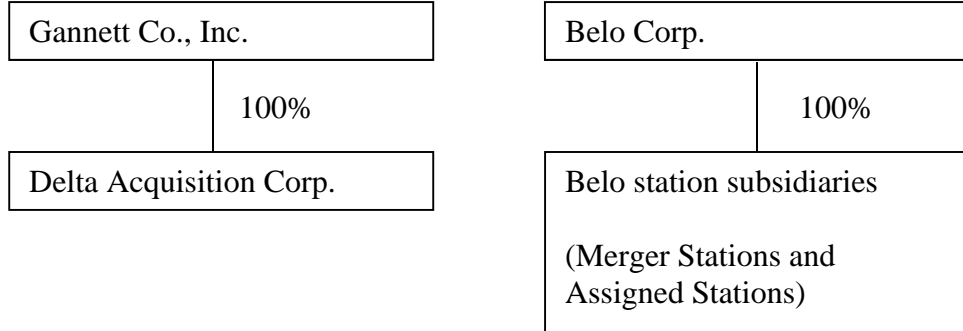 Gannett Co., Inc.
Belo Corp.
100%
100%
Delta Acquisition Corp.
Belo station subsidiaries
(Merger Stations and
Assigned Stations)